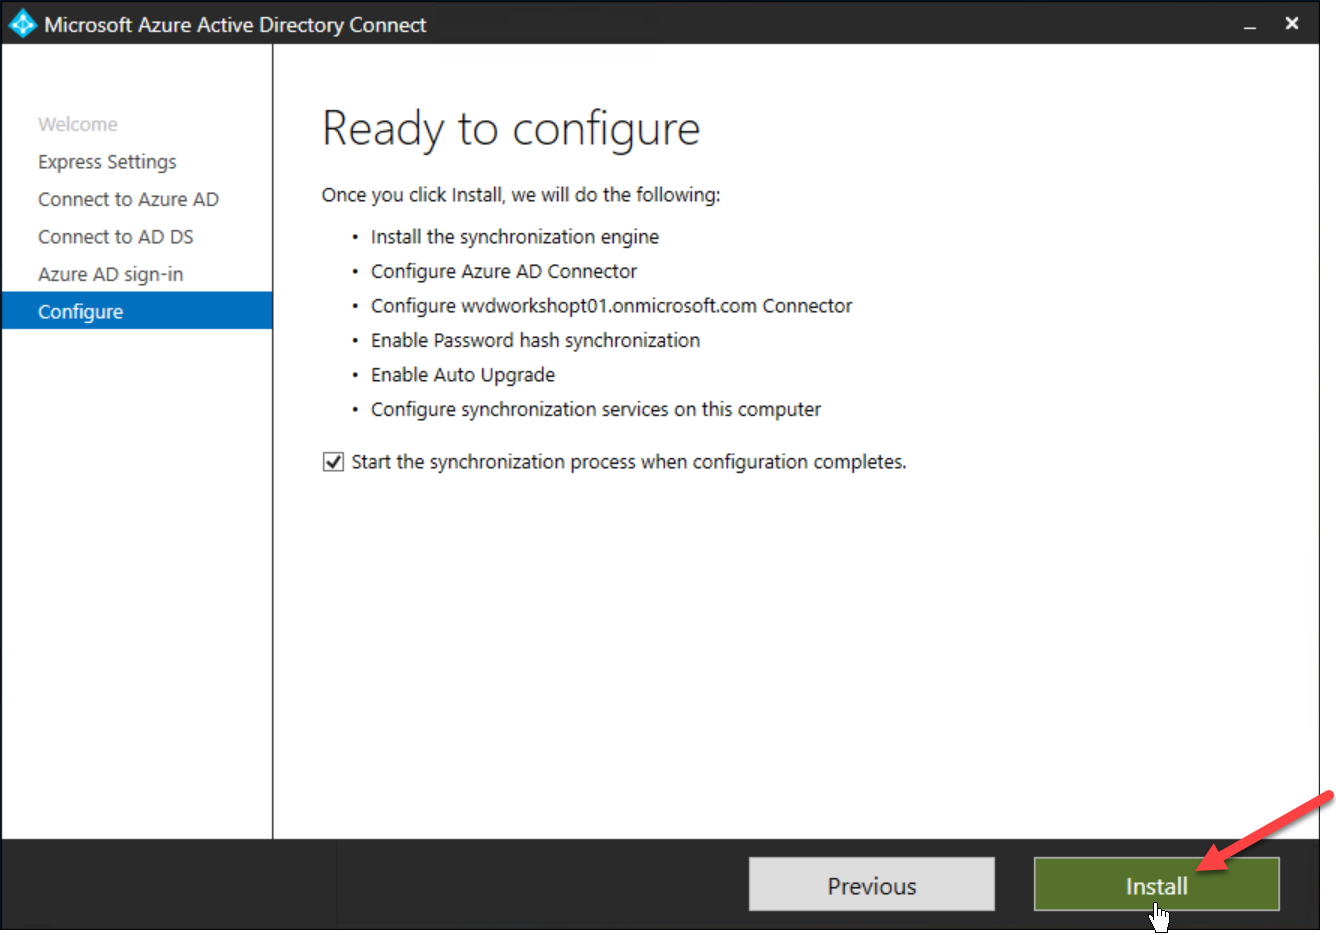 Microsoft Azure Active Directory Connect
Welcome
Express Settings
Connect to Azure AD
Connect to AD DS
Azure AD sign-in
Configure
Ready to configure
Once you click Install, we will do the following:
• Install the synchronization engine
• Configure Azure AD Connector
• Configure wvdworkshopt01.onmicrosoft.com Connector
• Enable Password hash synchronization
• Enable Auto Upgrade
• Configure synchronization services on this computer
Start the synchronization process when configuration completes.
Previous
Install